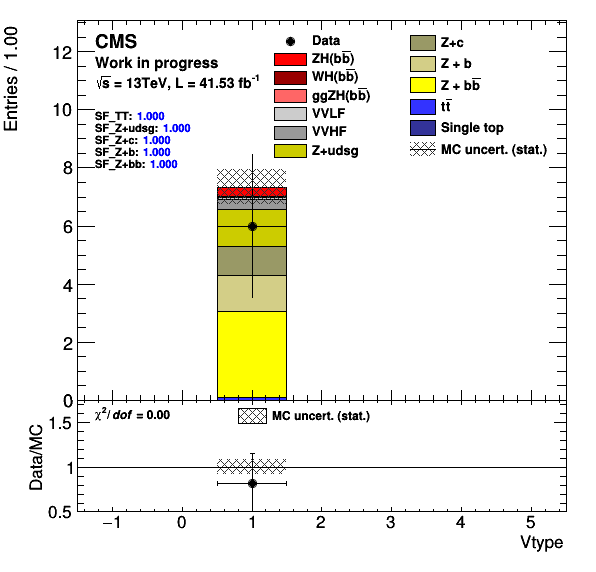 CMS
Work in progress
√s = 13TeV, L = 41.53 fb⁻¹
SF_TT: 1.000
SF_Z+udsg: 1.000
SF_Z+c: 1.000
SF_Z+b: 1.000
SF_Z+bb: 1.000
Data
ZH(bb̅)
WH(bb̅)
ggZH(bb̅)
VVLF
VVHF
Z+udsg
Z+c
Z + b
Z + bb̅
tt̅
Single top
MC uncert. (stat.)
Entries / 1.00
12
10
8
6
4
2
0
χ²/dof = 0.00
MC uncert. (stat.)
Data/MC
1.5
1
0.5
−1 0 1 2 3 4 5
Vtype